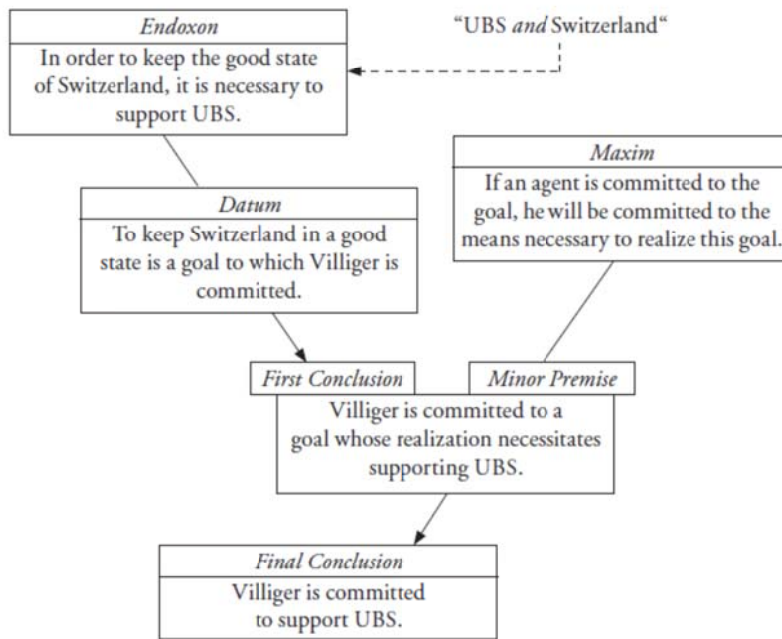 Endoxon
In order to keep the good state
of Switzerland, it is necessary to
support UBS.
“UBS and Switzerland“
Datum
To keep Switzerland in a good
state is a goal to which Villiger is
committed.
Maxim
If an agent is committed to the
goal, he will be committed to the
means necessary to realize this goal.
First Conclusion
Minor Premise
Villiger is committed to a
goal whose realization necessitates
supporting UBS.
Final Conclusion
Villiger is committed
to support UBS.